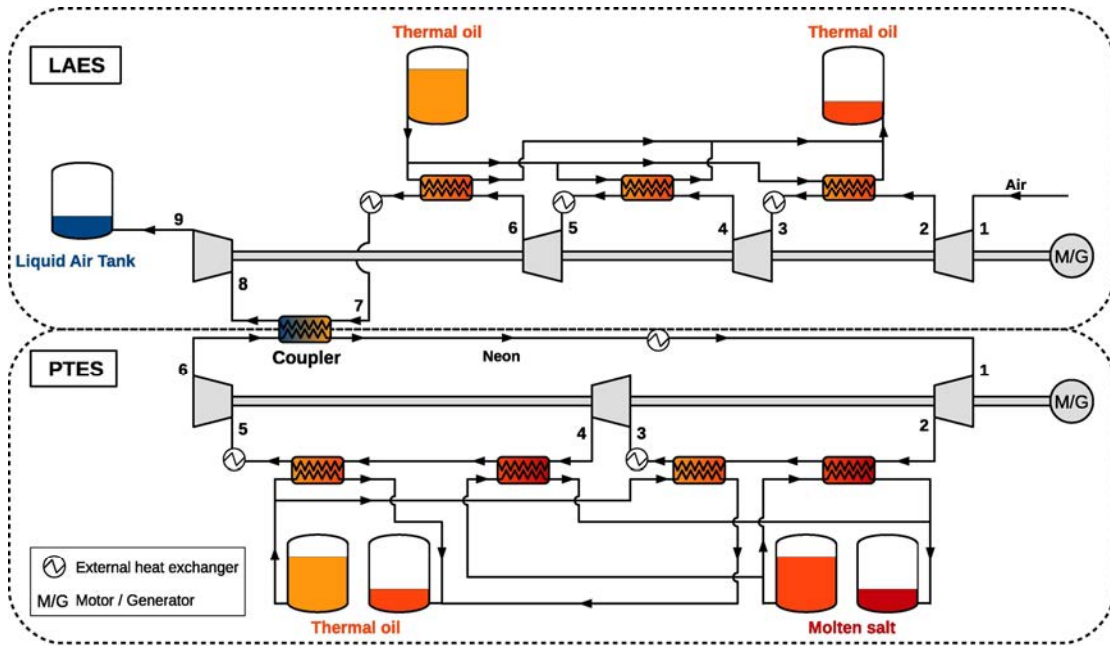 Thermal oil
Thermal oil
LAES
Air
9
6
5
4
3
2
1
Liquid Air Tank
M/G
8
7
Coupler
Neon
PTES
6
1
M/G
5
4
3
2
External heat exchanger
M/G Motor / Generator
Thermal oil
Molten salt